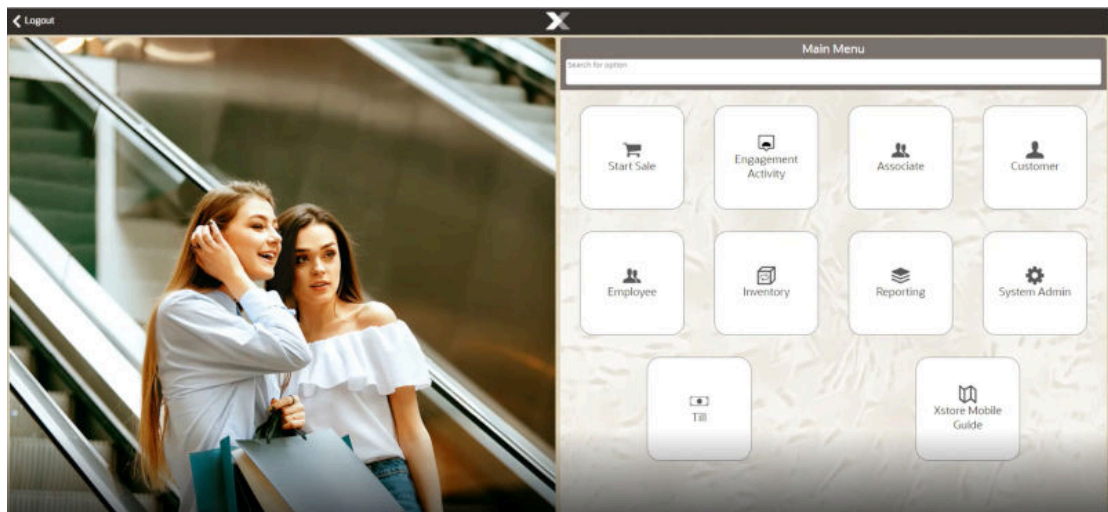 Logout
Main Menu
Search for option
Start Sale
Engagement
Activity
Associate
Customer
Employee
Inventory
Reporting
System Admin
Till
Xstore Mobile
Guide